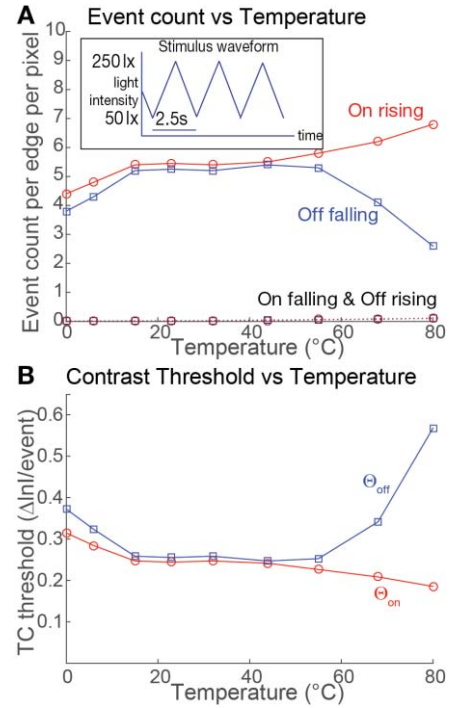 A Event count vs Temperature
Event count per edge per pixel
10
9
8
7
6
5
4
3
2
1
0
Stimulus waveform
250 lx
light
intensity
50 lx
2.5s
time
On rising
Off falling
On falling & Off rising
0 20 40 60 80
Temperature (°C)
B Contrast Threshold vs Temperature
TC threshold (ΔlnI/event)
0.6
0.5
0.4
0.3
0.2
0.1
Θoff
Θon
0 20 40 60 80
Temperature (°C)